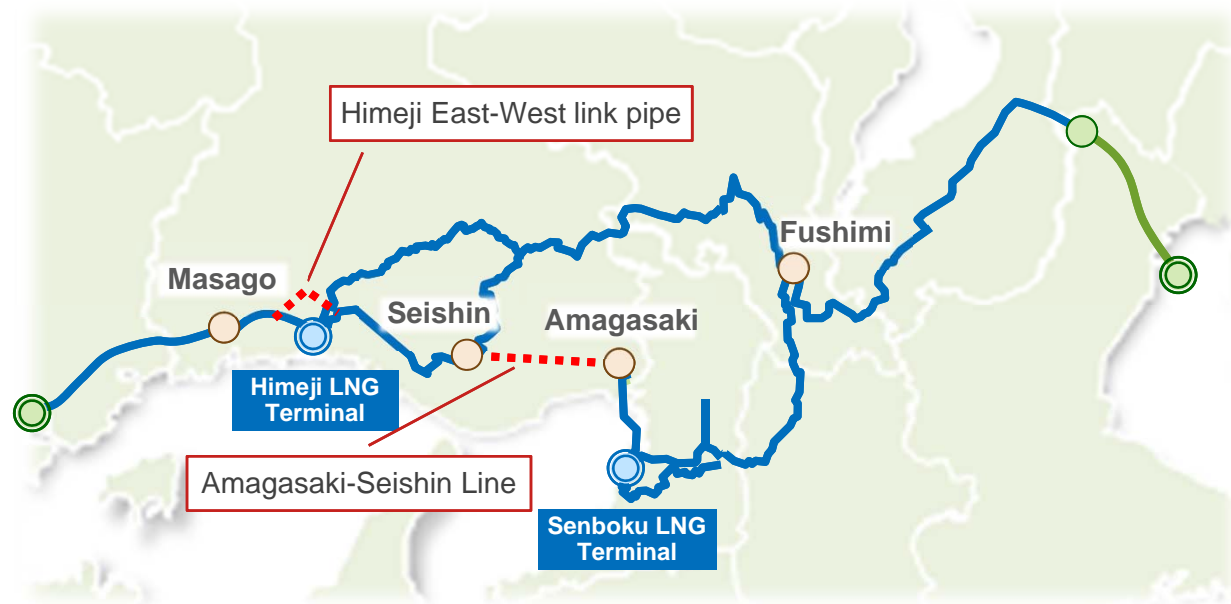 Himeji East-West link pipe
Fushimi
Masago
Seishin
Amagasaki
Himeji LNG
Terminal
Amagasaki-Seishin Line
Senboku LNG
Terminal